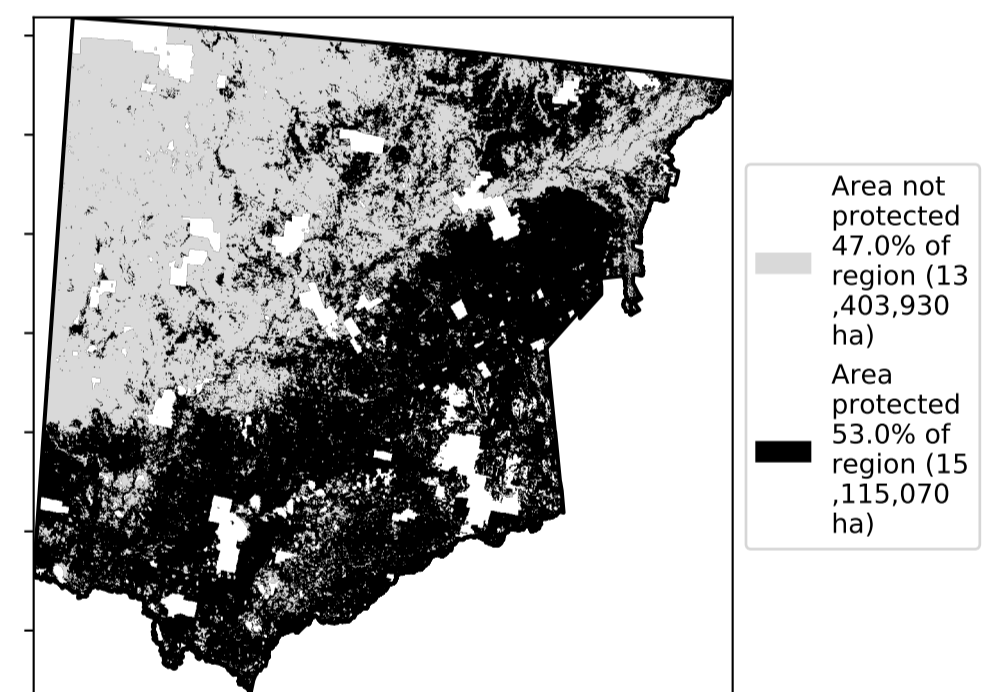 Area not
protected
47.0% of
region (13
,403,930
ha)
Area
protected
53.0% of
region (15
,115,070
ha)